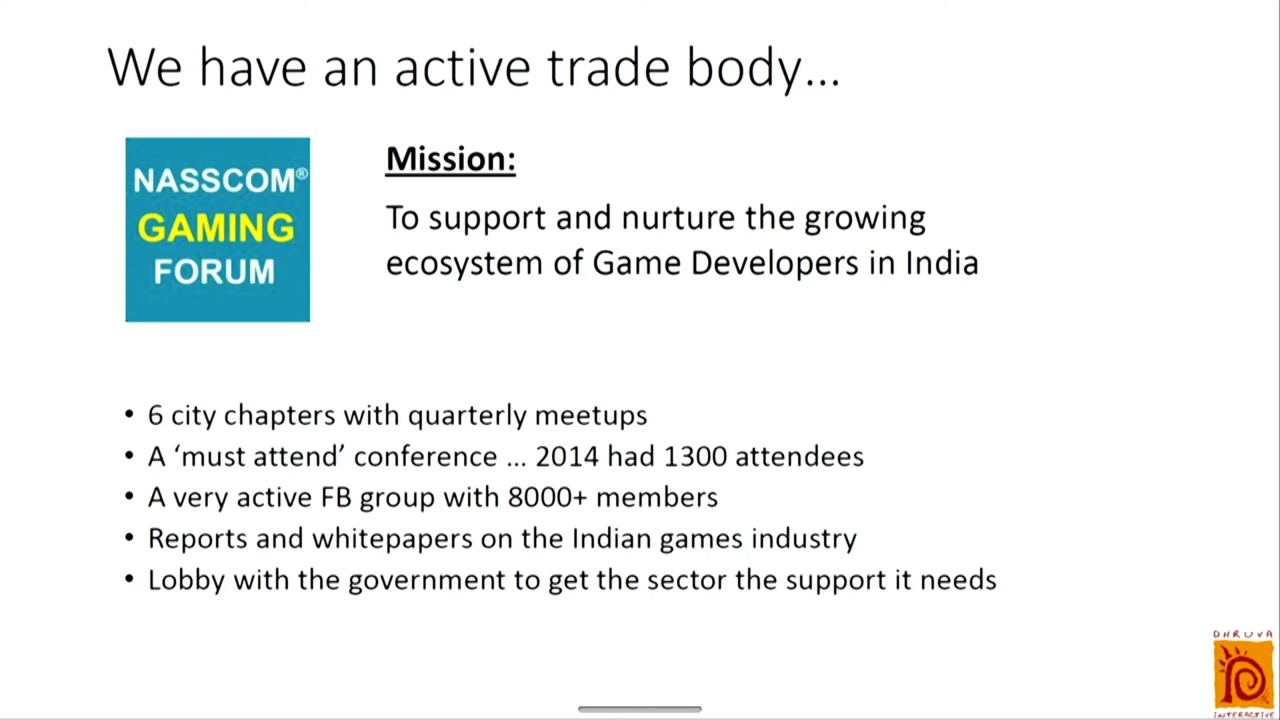 We have an active trade body...
NASSCOM®
GAMING
FORUM
Mission:
To support and nurture the growing
ecosystem of Game Developers in India
• 6 city chapters with quarterly meetups
• A ‘must attend’ conference ... 2014 had 1300 attendees
• A very active FB group with 8000+ members
• Reports and whitepapers on the Indian games industry
• Lobby with the government to get the sector the support it needs
DHRUVA
INTERACTIVE